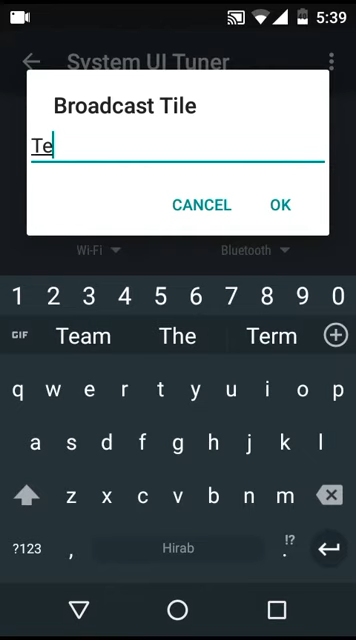 5:39
System UI Tuner
Broadcast Tile
Te
CANCEL OK
Wi-Fi Bluetooth
1 2 3 4 5 6 7 8 9 0
GIF Team The Term
q w e r t y u i o p
a s d f g h j k l
z x c v b n m
?123 , Hirab !? .